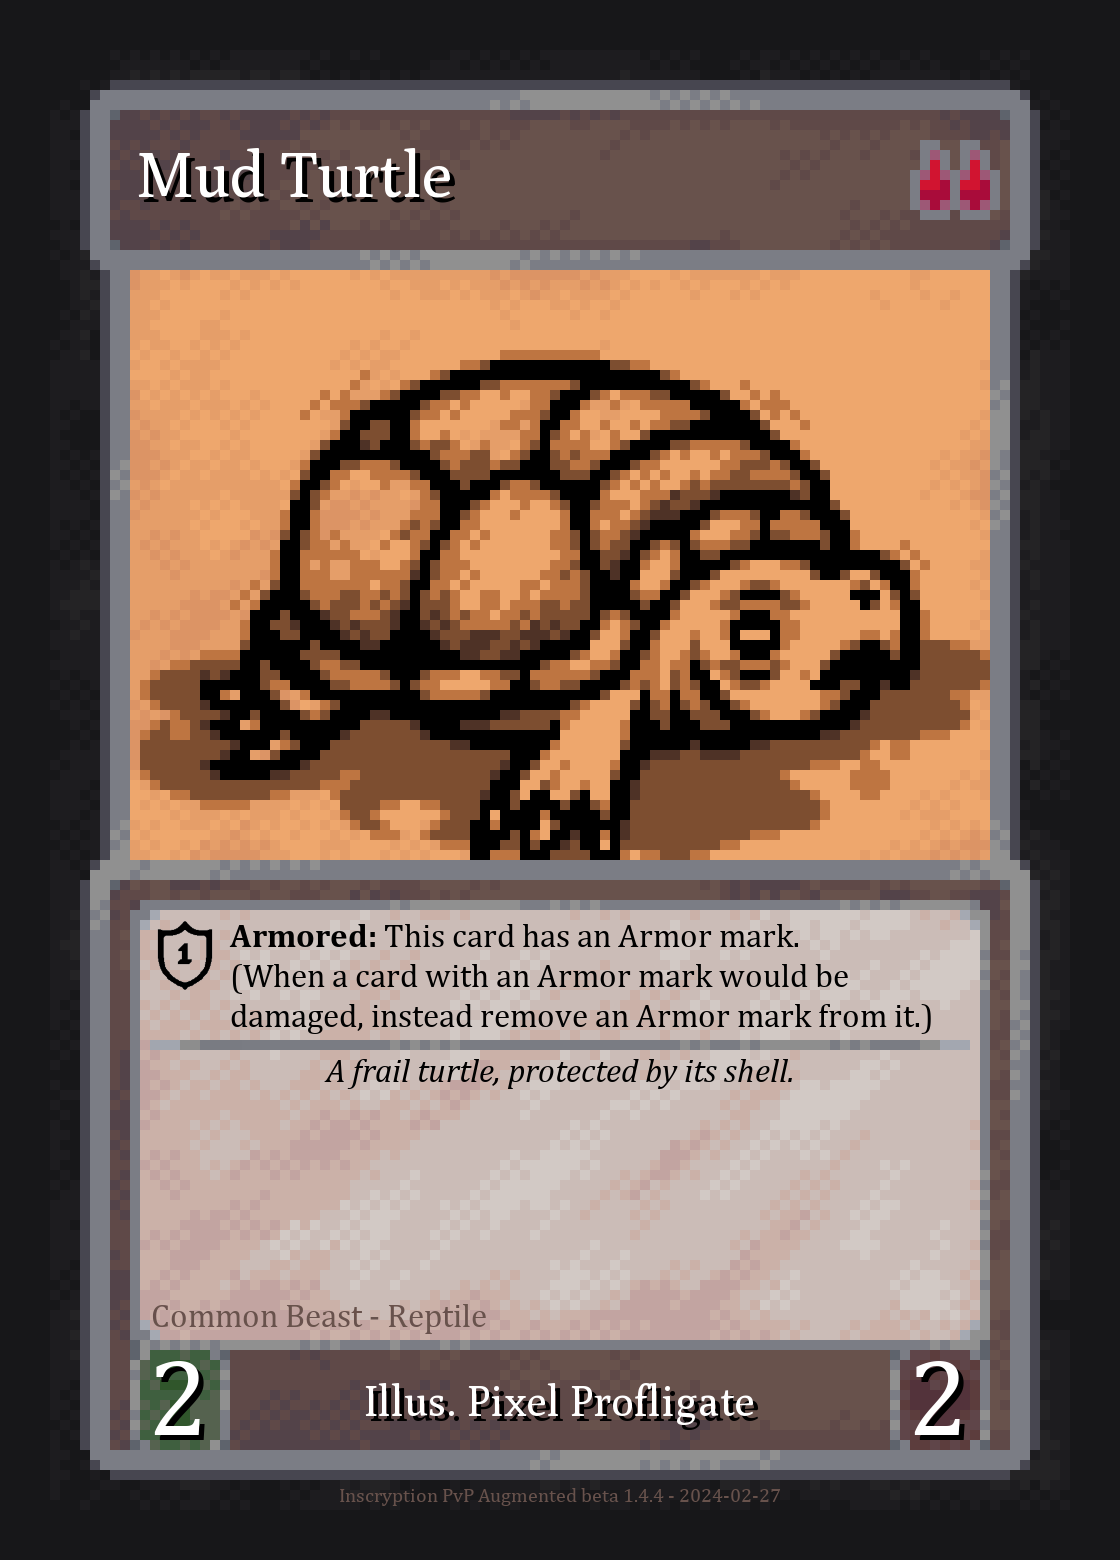 Mud Turtle
1
Armored: This card has an Armor mark.
(When a card with an Armor mark would be
damaged, instead remove an Armor mark from it.)
A frail turtle, protected by its shell.
Common Beast - Reptile
2
Illus. Pixel Profligate
2
Inscryption PvP Augmented beta 1.4.4 - 2024-02-27